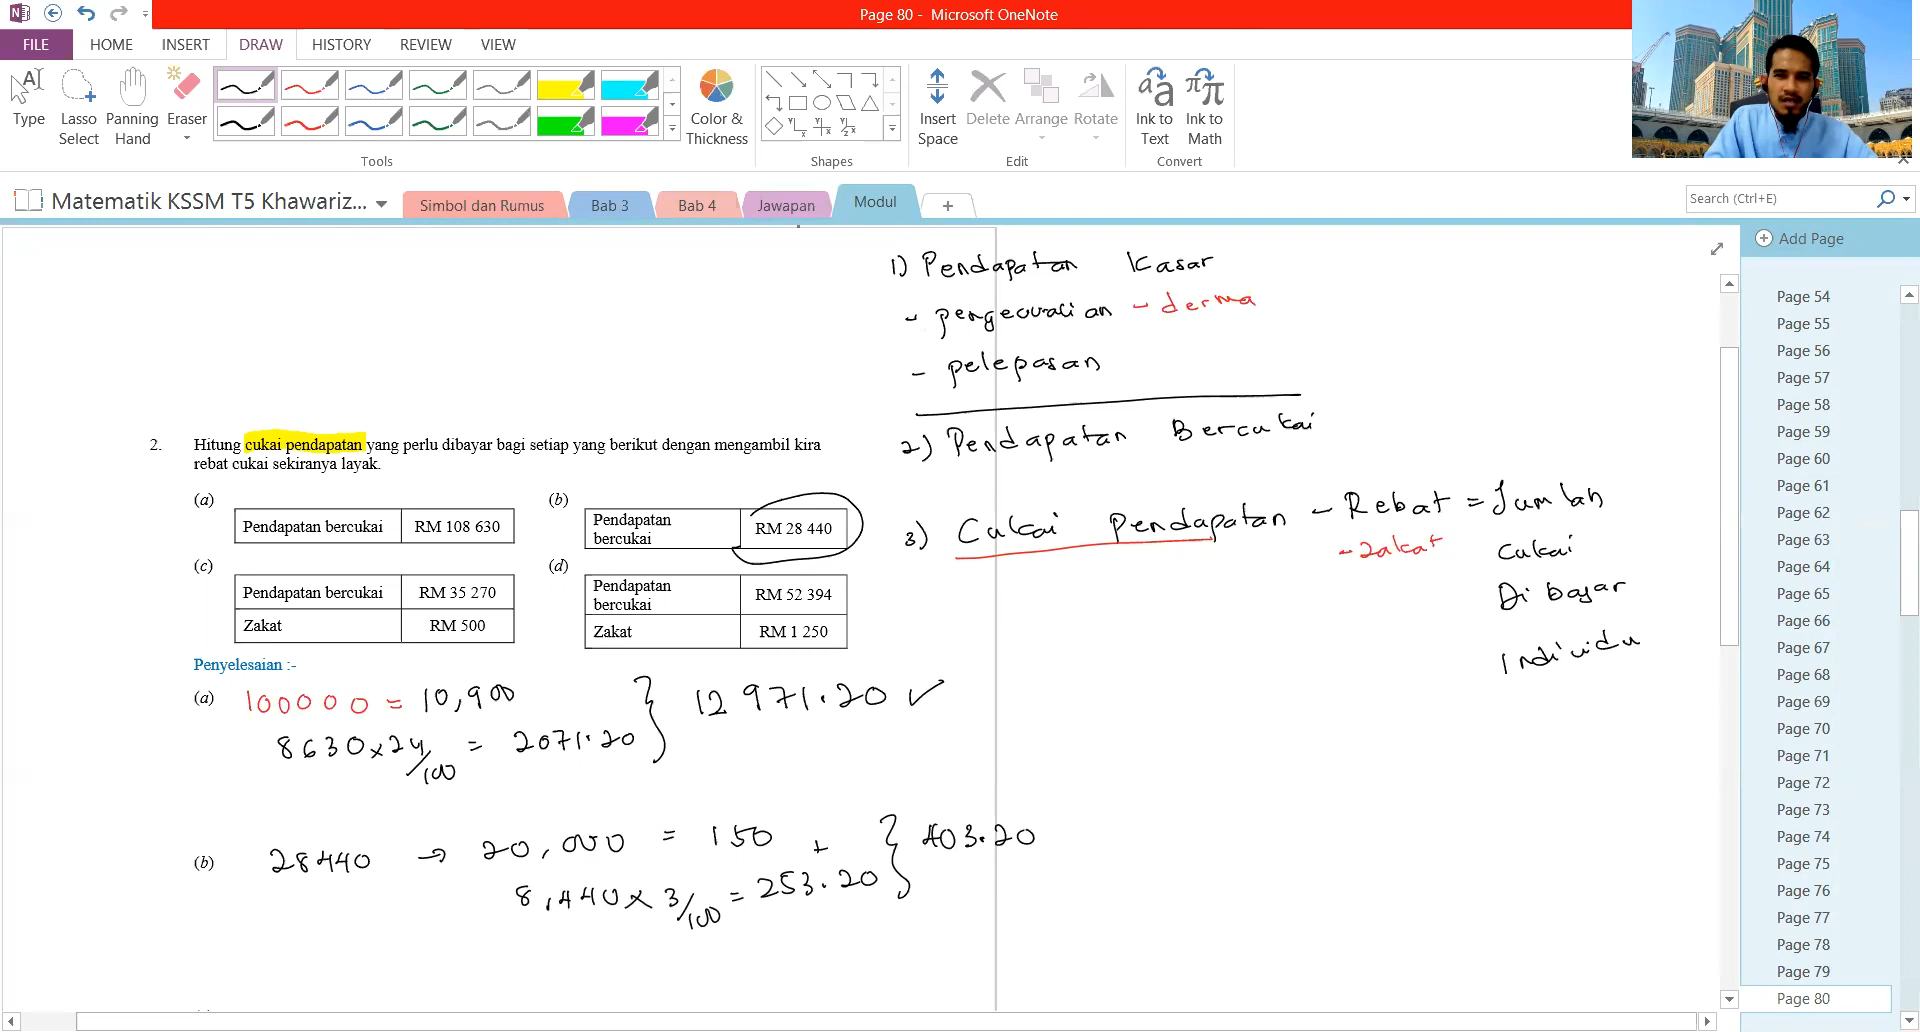 Page 80 - Microsoft OneNote
FILE HOME INSERT DRAW HISTORY REVIEW VIEW
Type
Lasso Select
Panning Hand
Eraser
Color & Thickness
Insert Space
Delete
Arrange
Rotate
Ink to Text
Ink to Math
Tools
Shapes
Edit
Convert
Matematik KSSM T5 Khawariz...
Simbol dan Rumus
Bab 3
Bab 4
Jawapan
Modul
+
Search (Ctrl+E)
1) Pendapatan Kasar
- pengecualian - derma
- pelepasan
2) Pendapatan Bercukai
3) Cukai Pendapatan - Rebat = Jumlah
- zakat
Cukai
Di bayar
Individu
2. Hitung cukai pendapatan yang perlu dibayar bagi setiap yang berikut dengan mengambil kira
rebat cukai sekiranya layak.
(a)
Pendapatan bercukai RM 108 630
(b)
Pendapatan bercukai RM 28 440
(c)
Pendapatan bercukai RM 35 270
Zakat RM 500
(d)
Pendapatan bercukai RM 52 394
Zakat RM 1 250
Penyelesaian :-
(a) 100000 = 10,900 } 12 971.20 ✓
8630 x 24/100 = 2071.20
(b) 28440 → 20,000 = 150 + } 403.20
8,440 x 3/100 = 253.20
Add Page
Page 54
Page 55
Page 56
Page 57
Page 58
Page 59
Page 60
Page 61
Page 62
Page 63
Page 64
Page 65
Page 66
Page 67
Page 68
Page 69
Page 70
Page 71
Page 72
Page 73
Page 74
Page 75
Page 76
Page 77
Page 78
Page 79
Page 80